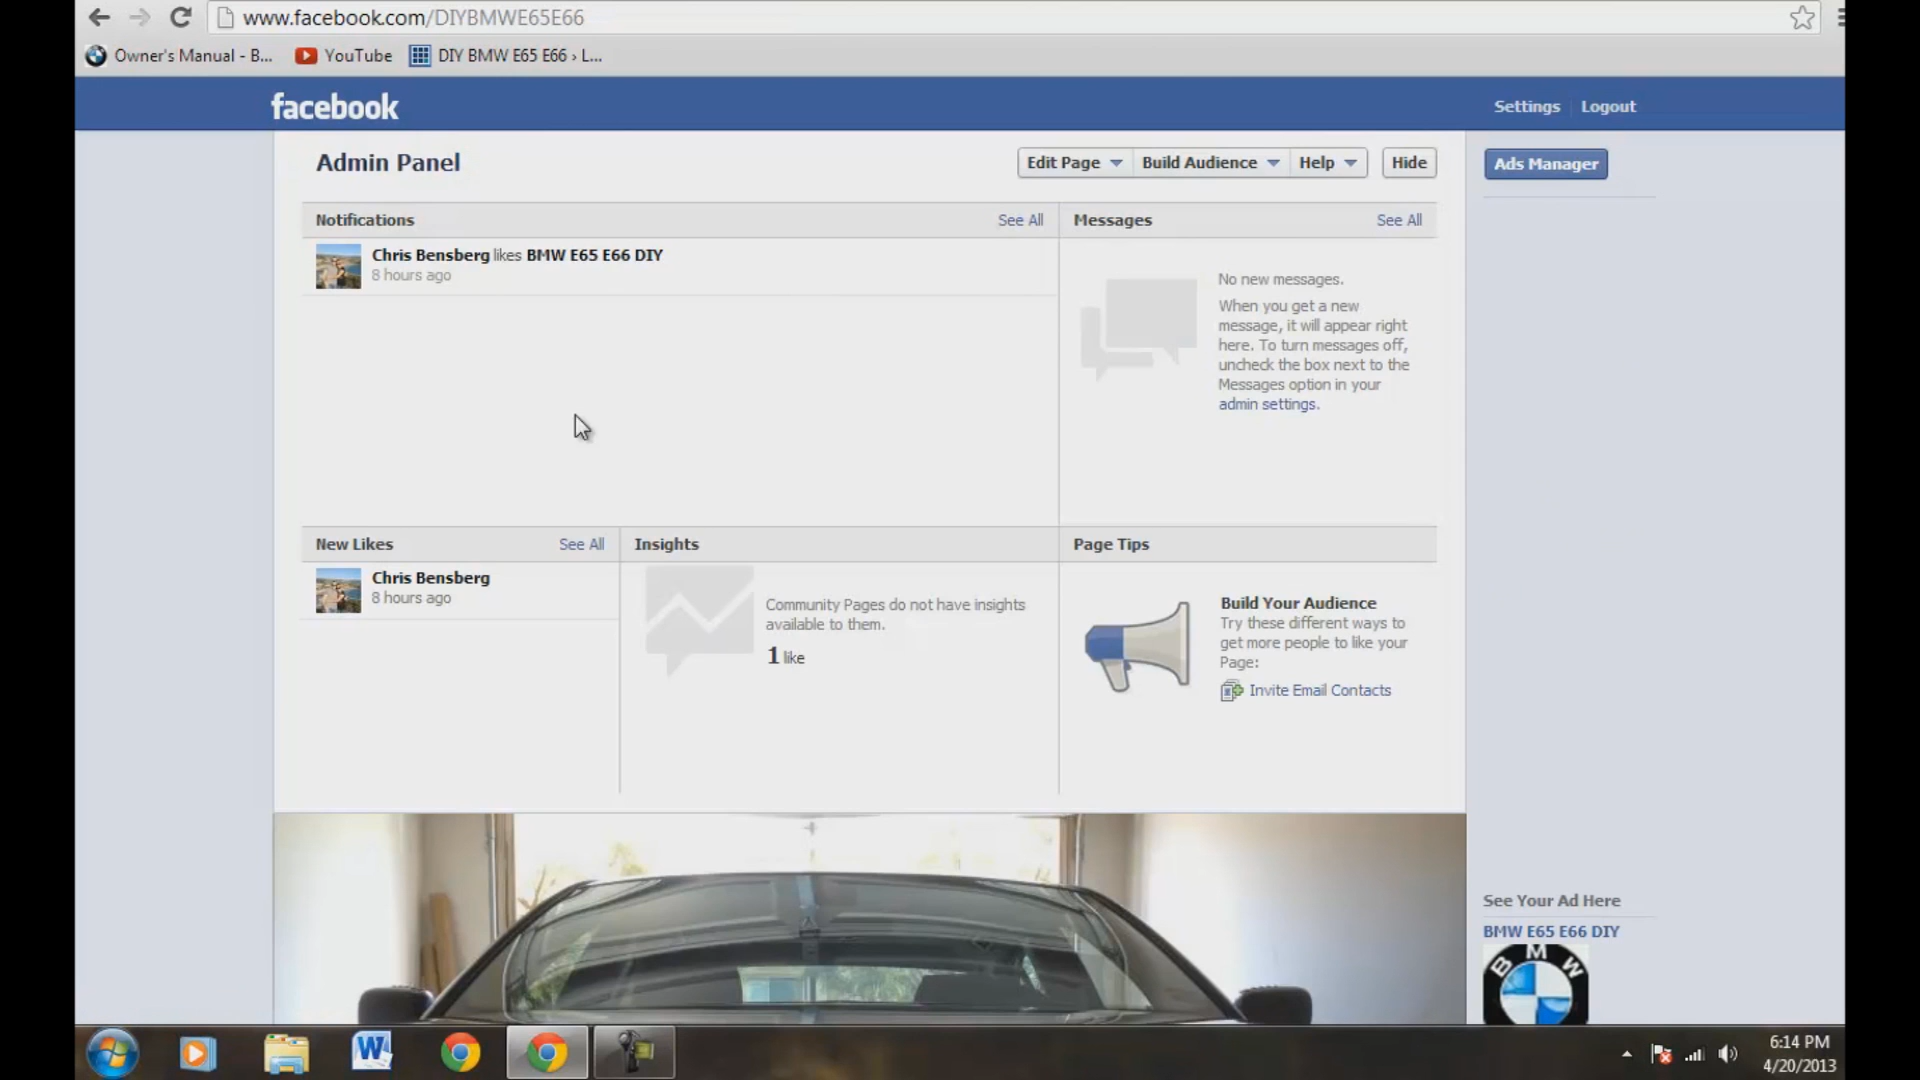 www.facebook.com/DIYBMWE65E66
Owner's Manual - B... YouTube DIY BMW E65 E66 › L...
facebook Settings Logout
Admin Panel Edit Page Build Audience Help Hide Ads Manager
Notifications See All Messages See All
Chris Bensberg likes BMW E65 E66 DIY
8 hours ago
No new messages.
When you get a new
message, it will appear right
here. To turn messages off,
uncheck the box next to the
Messages option in your
admin settings.
New Likes See All Insights Page Tips
Chris Bensberg
8 hours ago
Community Pages do not have insights
available to them.
1 like
Build Your Audience
Try these different ways to
get more people to like your
Page:
Invite Email Contacts
See Your Ad Here
BMW E65 E66 DIY
BMW
W
6:14 PM
4/20/2013